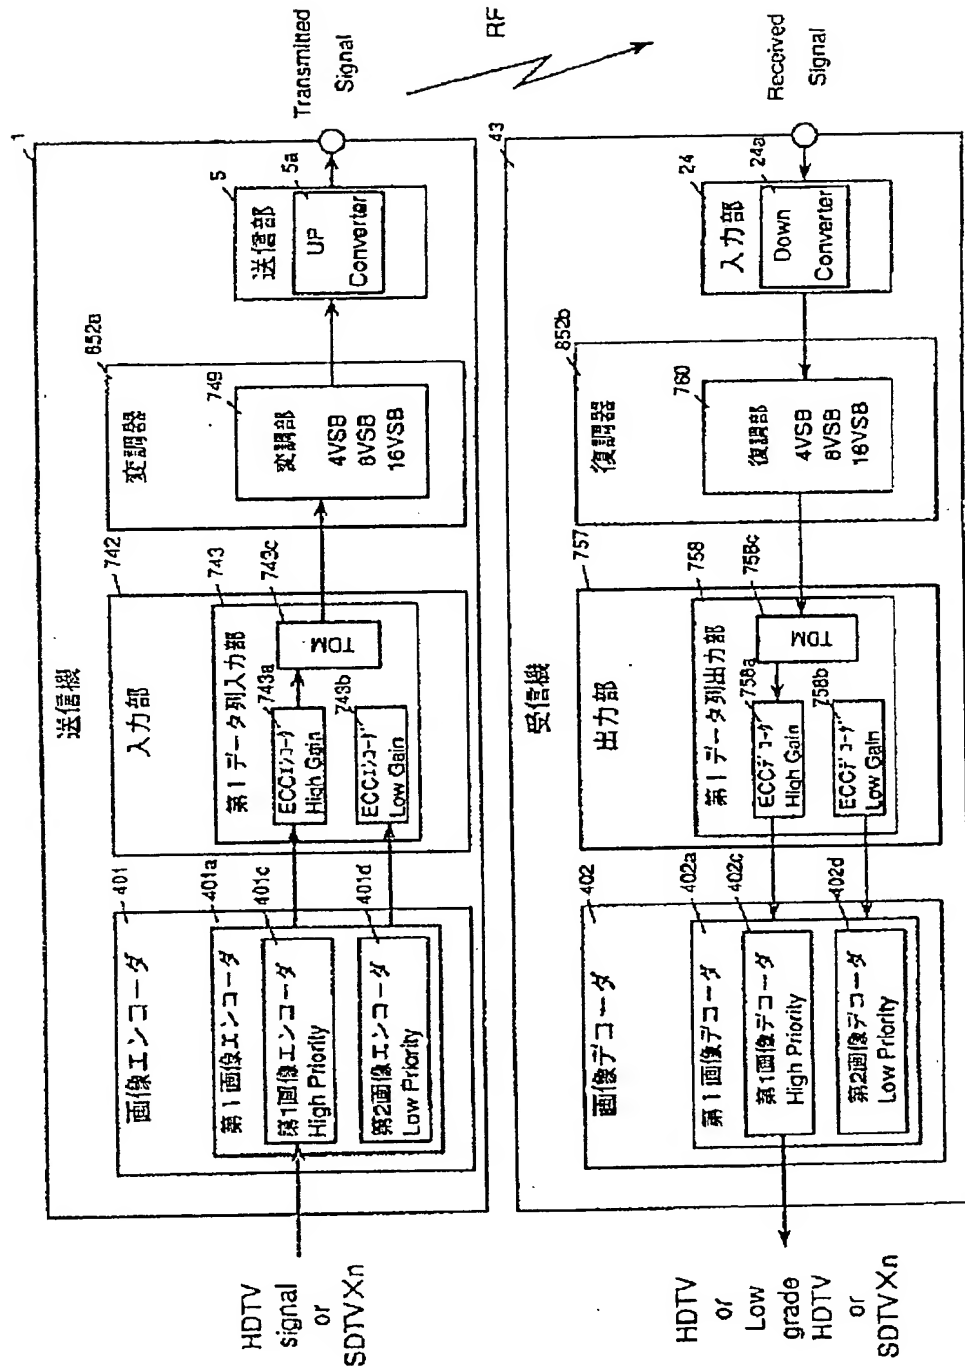 送信機
1
HDTV
signal
or
SDTVXn
画像エンコーダ
401
第1画像エンコーダ
401a
第1画像エンコーダ
High Priority
401c
第2画像エンコーダ
Low Priority
401d
入力部
742
第1データ列入力部
743
ECCエンコーダ
High Gain
743a
ECCエンコーダ
Low Gain
743b
TDM
743c
変調器
852a
変調部
4VSB
8VSB
16VSB
749
送信部
5
UP
Converter
5a
Transmitted
Signal
RF
受信機
43
HDTV
or
Low
grade
HDTV
or
SDTVXn
画像デコーダ
402
第1画像デコーダ
402a
第1画像デコーダ
High Priority
402c
第2画像デコーダ
Low Priority
402d
出力部
757
第1データ列出力部
758
ECCデコーダ
High Gain
758a
ECCデコーダ
Low Gain
758b
TDM
758c
復調器
852b
復調部
4VSB
8VSB
16VSB
760
入力部
24
Down
Converter
24a
Received
Signal